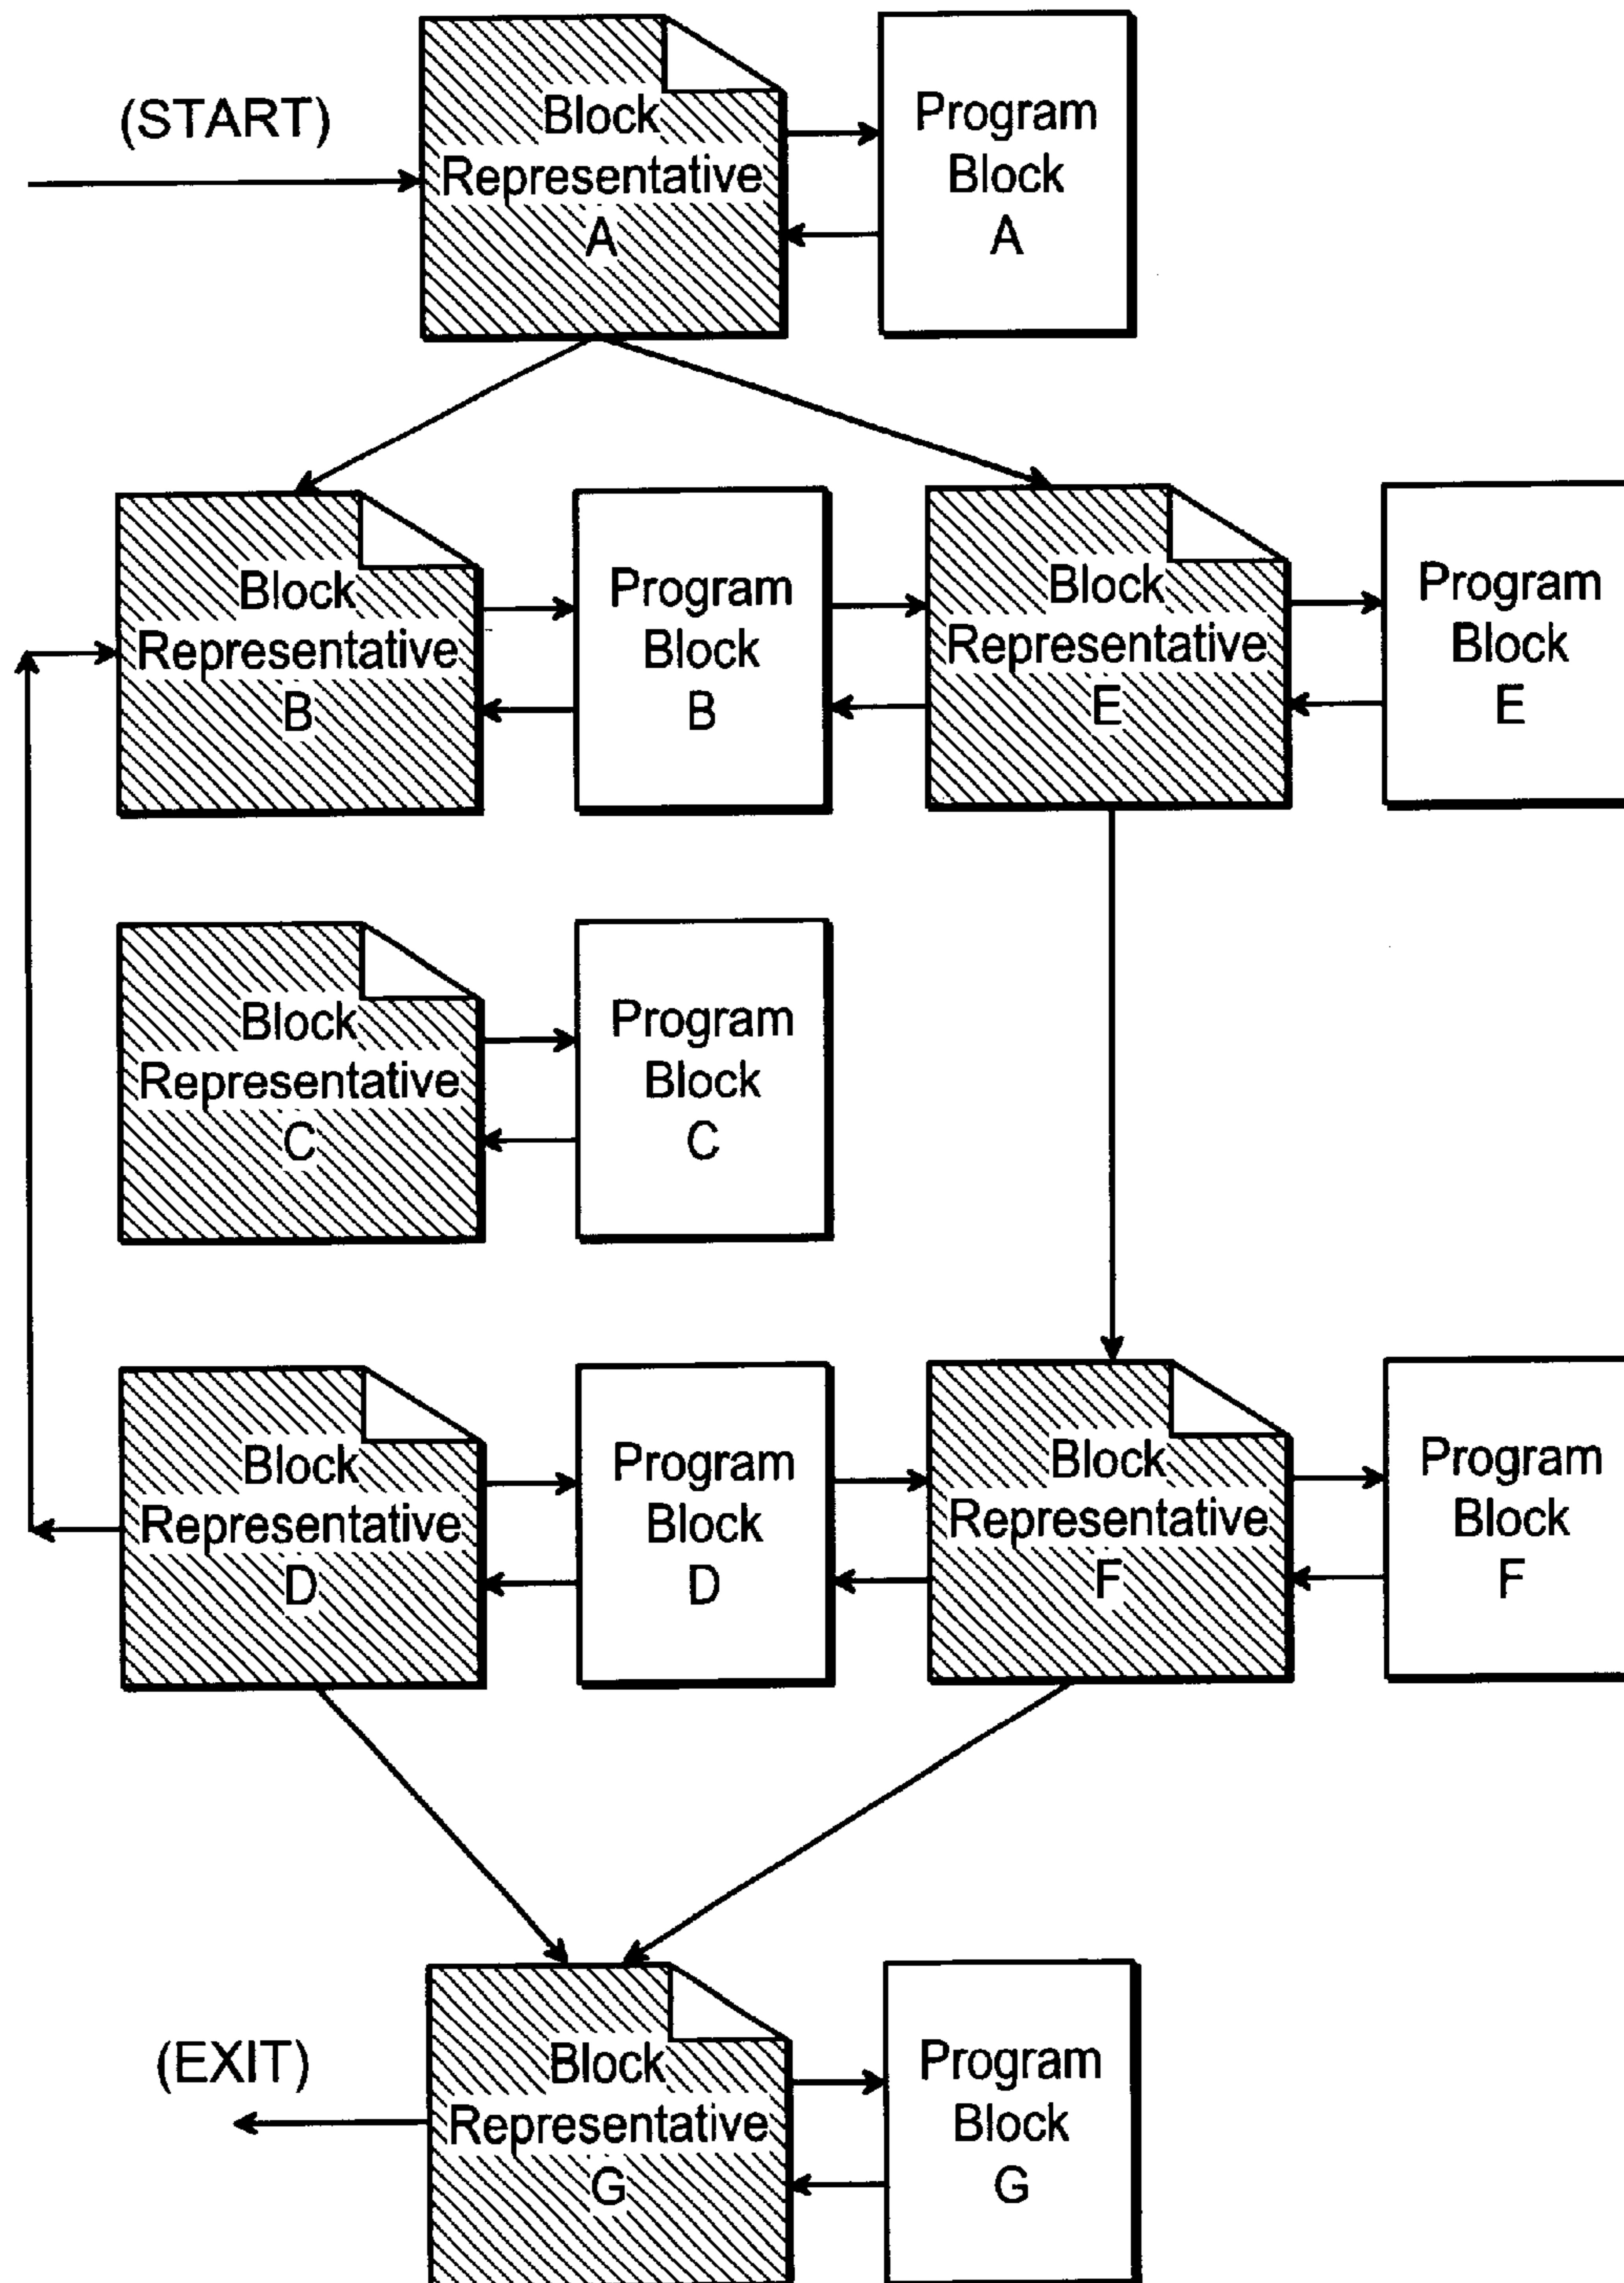 (START)
Block
Representative
A
Program
Block
A
Block
Representative
B
Program
Block
B
Block
Representative
E
Program
Block
E
Block
Representative
C
Program
Block
C
Block
Representative
D
Program
Block
D
Block
Representative
F
Program
Block
F
(EXIT)
Block
Representative
G
Program
Block
G